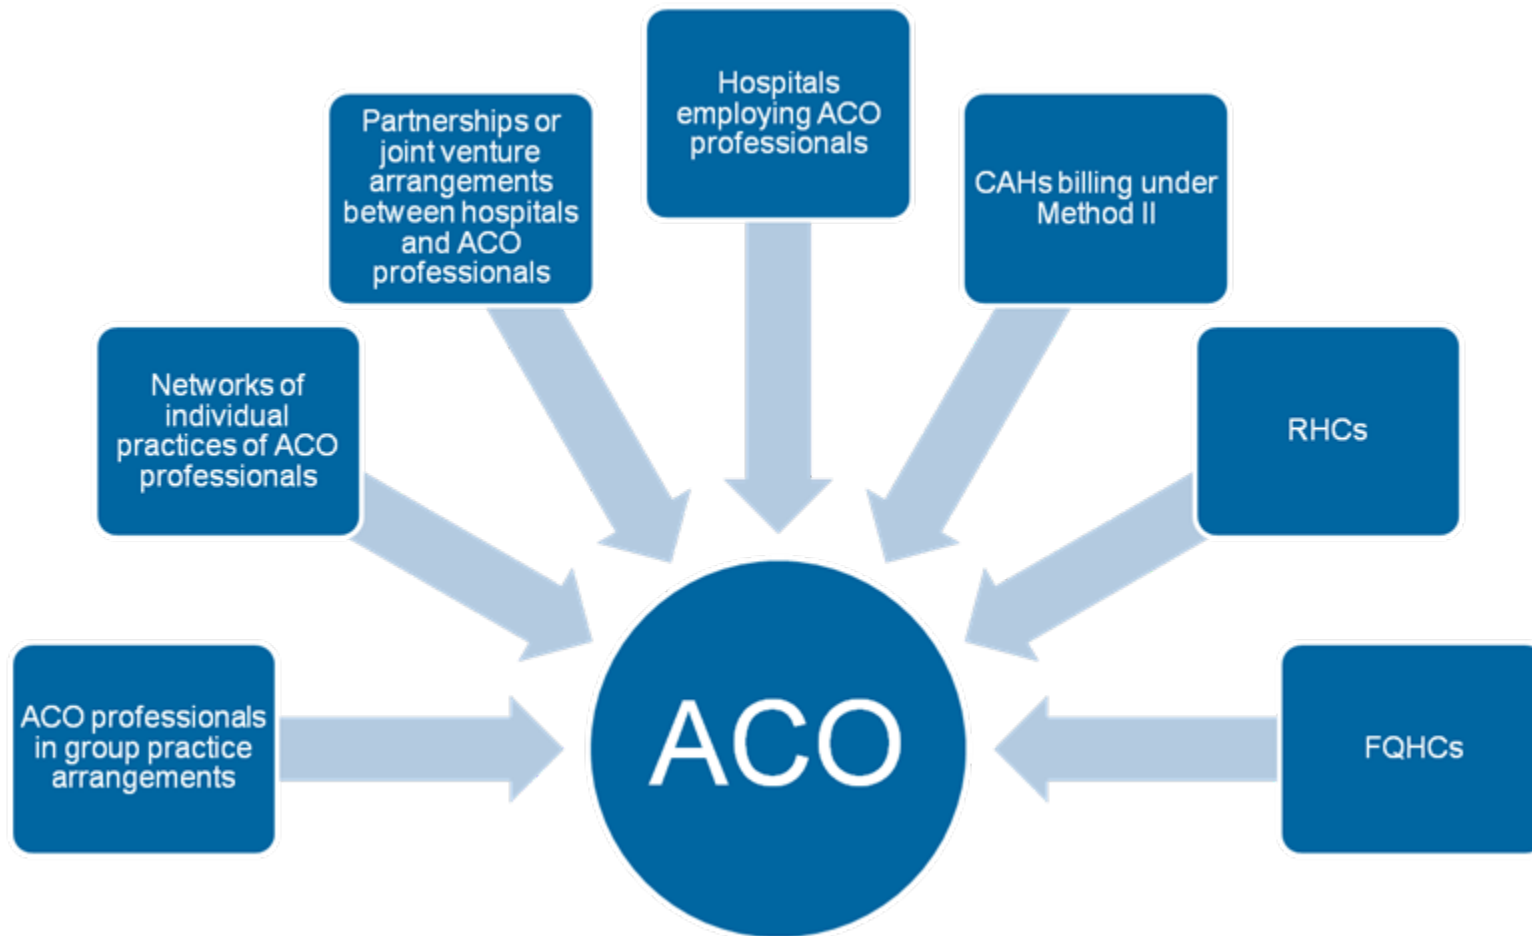 Hospitals
employing ACO
professionals
Partnerships or
joint venture
arrangements
between hospitals
and ACO
professionals
CAHs billing under
Method II
Networks of
individual
practices of ACO
professionals
RHCs
ACO professionals
in group practice
arrangements
ACO
FQHCs